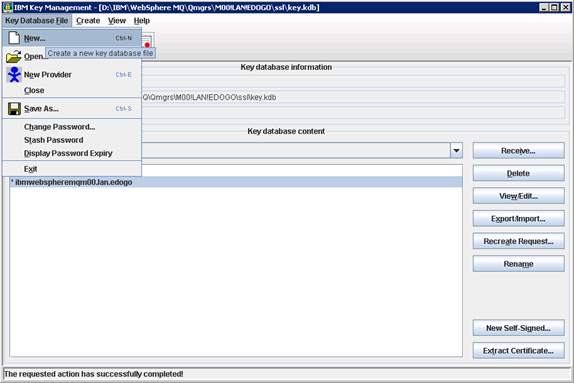 IBM Key Management - [D:\IBM\WebSphere MQ\Qmgrs\M00!LAN!EDOGO\ssl\key.kdb]
Key Database File Create View Help
New... Ctrl-N
Create a new key database file
Open...
New Provider Ctrl-E
Close
Save As... Ctrl-S
Change Password...
Stash Password
Display Password Expiry
Exit
Key database information
Q\Qmgrs\M00!LAN!EDOGO\ssl\key.kdb
Key database content
* ibmwebspheremqm00.lan.edogo
Receive...
Delete
View/Edit...
Export/Import...
Recreate Request...
Rename
New Self-Signed...
Extract Certificate...
The requested action has successfully completed!